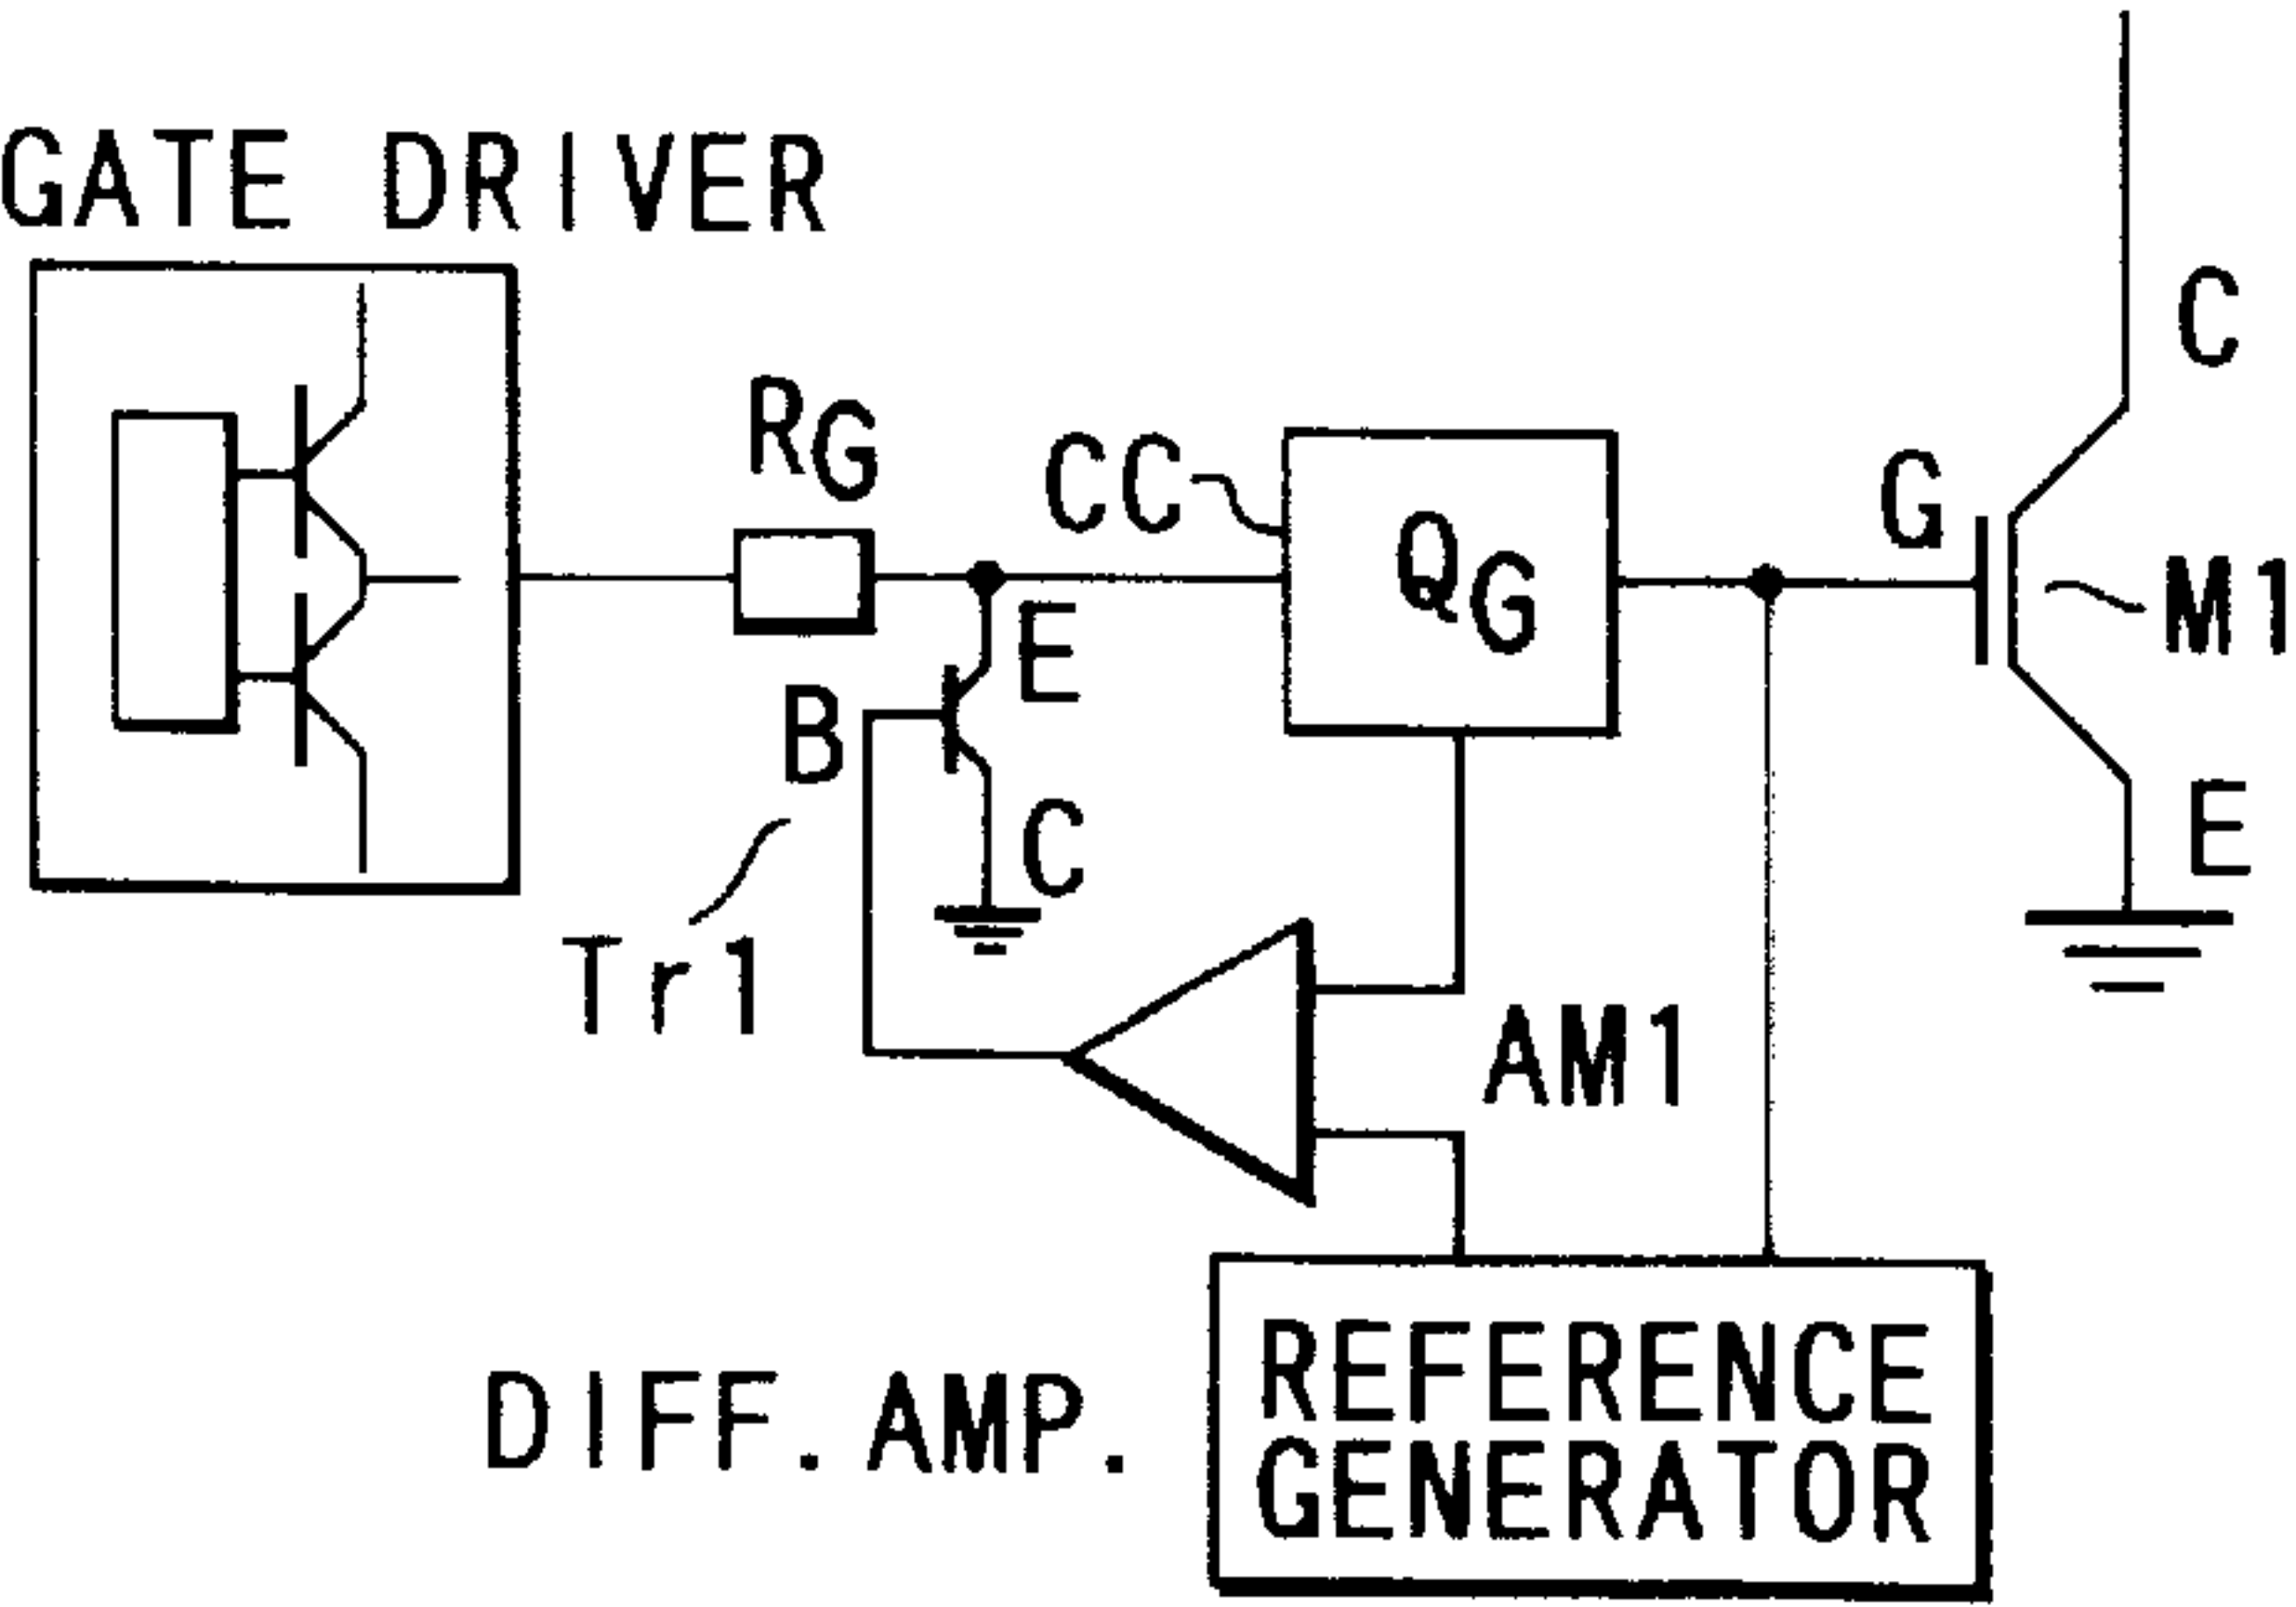 GATE DRIVER
C
RG
CC
QG
G
M1
E
B
E
C
Tr1
AM1
DIFF.AMP.
REFERENCE
GENERATOR